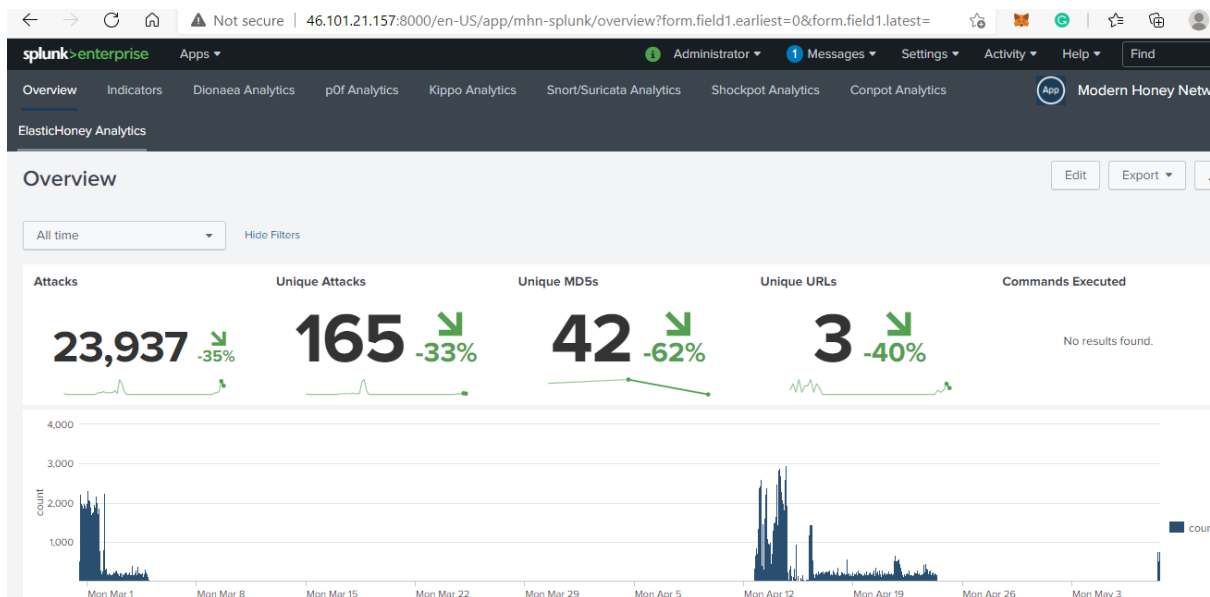 Not secure | 46.101.21.157:8000/en-US/app/mhn-splunk/overview?form.field1.earliest=0&form.field1.latest=
splunk>enterprise Apps i Administrator 1 Messages Settings Activity Help Find
Overview Indicators Dionaea Analytics p0f Analytics Kippo Analytics Snort/Suricata Analytics Shockpot Analytics Conpot Analytics App Modern Honey Netw
ElasticHoney Analytics
Overview Edit Export
All time Hide Filters
Attacks Unique Attacks Unique MD5s Unique URLs Commands Executed
23,937 -35% 165 -33% 42 -62% 3 -40% No results found.
4,000
3,000
2,000
1,000
count
coun
Mon Mar 1 Mon Mar 8 Mon Mar 15 Mon Mar 22 Mon Mar 29 Mon Apr 5 Mon Apr 12 Mon Apr 19 Mon Apr 26 Mon May 3